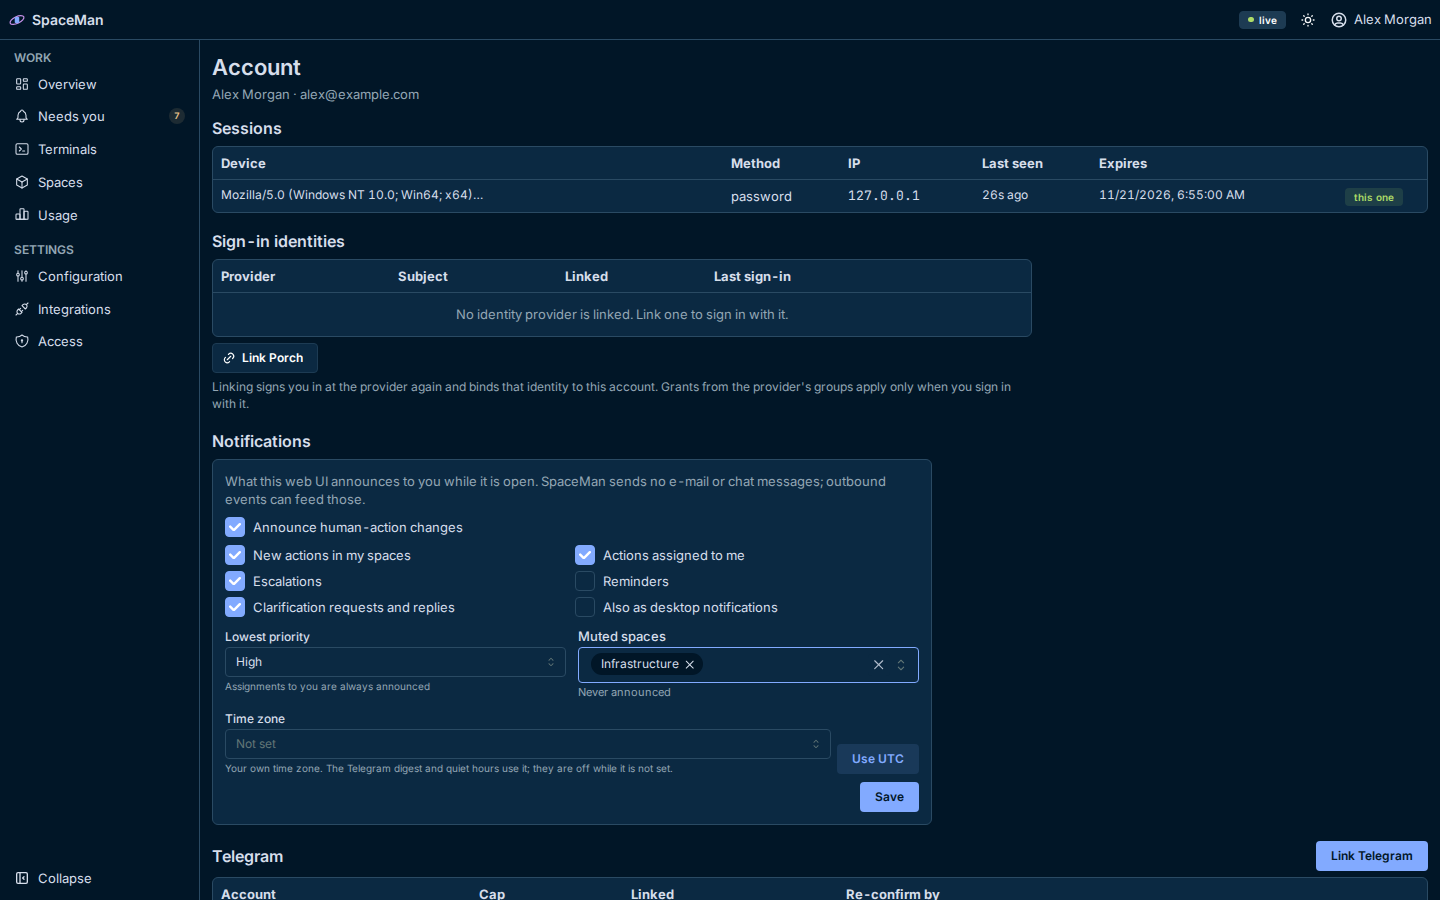 SpaceMan
live
Alex Morgan
WORK
Overview
Needs you
7
Terminals
Spaces
Usage
SETTINGS
Configuration
Integrations
Access
Collapse
Account
Alex Morgan · alex@example.com
Sessions
Device Method IP Last seen Expires
Mozilla/5.0 (Windows NT 10.0; Win64; x64)... password 127.0.0.1 26s ago 11/21/2026, 6:55:00 AM this one
Sign-in identities
Provider Subject Linked Last sign-in
No identity provider is linked. Link one to sign in with it.
Link Porch
Linking signs you in at the provider again and binds that identity to this account. Grants from the provider's groups apply only when you sign in
with it.
Notifications
What this web UI announces to you while it is open. SpaceMan sends no e-mail or chat messages; outbound
events can feed those.
Announce human-action changes
New actions in my spaces Actions assigned to me
Escalations Reminders
Clarification requests and replies Also as desktop notifications
Lowest priority Muted spaces
High Infrastructure
Assignments to you are always announced Never announced
Time zone
Not set
Use UTC
Your own time zone. The Telegram digest and quiet hours use it; they are off while it is not set.
Save
Telegram
Link Telegram
Account Cap Linked Re-confirm by